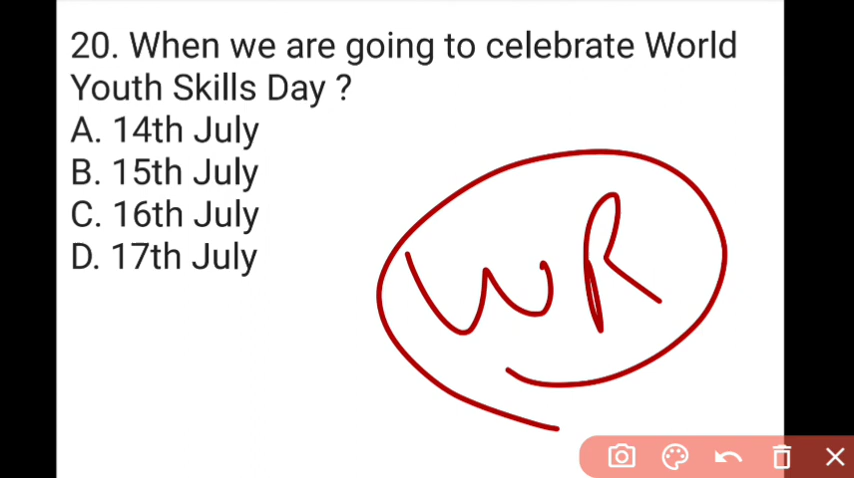 20. When we are going to celebrate World
Youth Skills Day ?
A. 14th July
B. 15th July
C. 16th July
D. 17th July
WR